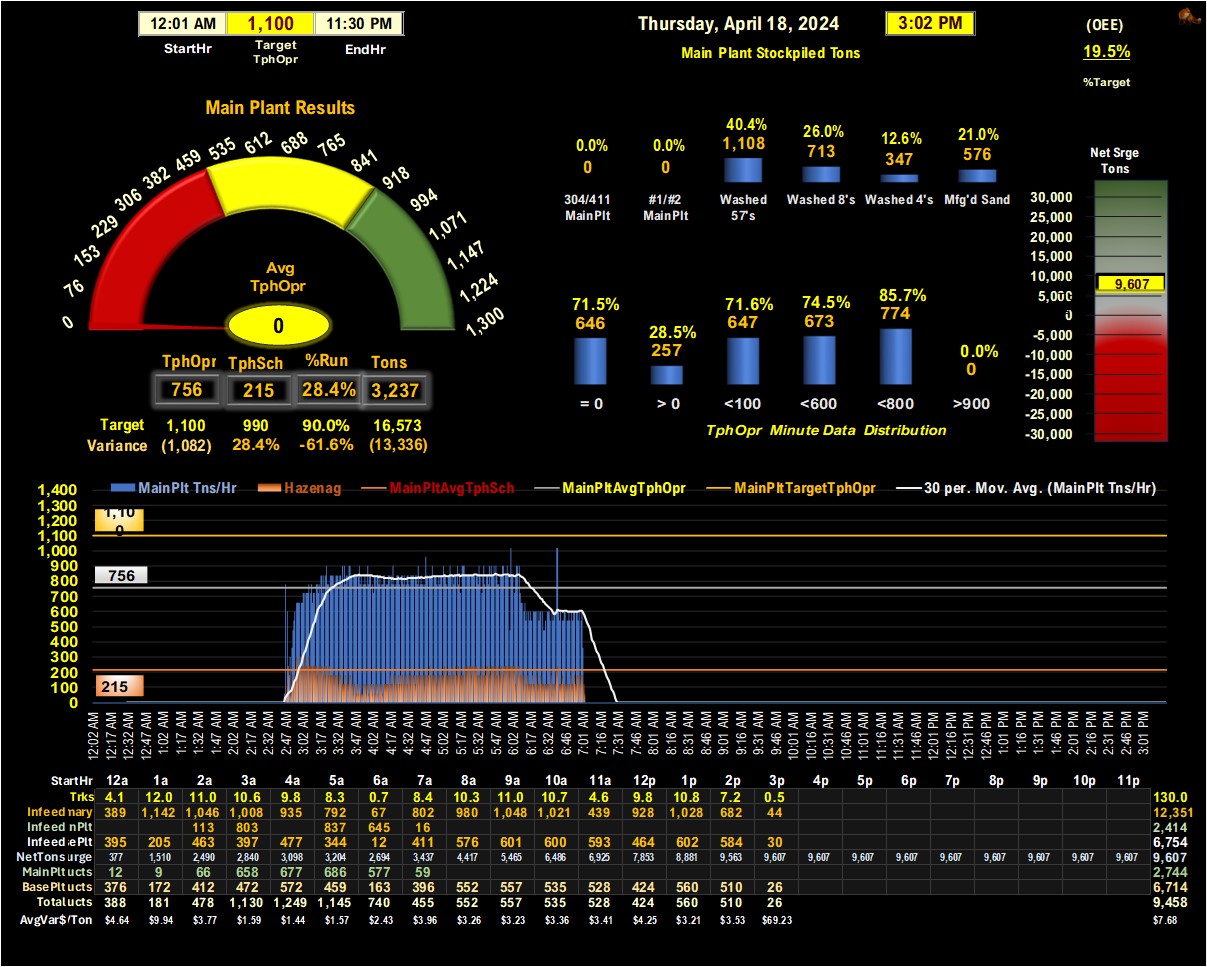 12:01 AM 1,100 11:30 PM
StartHr Target TphOpr EndHr
Thursday, April 18, 2024 3:02 PM
Main Plant Stockpiled Tons
(OEE)
19.5%
%Target
Main Plant Results
0 76 153 229 306 382 459 535 612 688 765 841 918 994 1,071 1,147 1,224 1,300
Avg
TphOpr
0
TphOpr TphSch %Run Tons
756 215 28.4% 3,237
Target 1,100 990 90.0% 16,573
Variance (1,082) 28.4% -61.6% (13,336)
0.0% 0.0% 40.4% 26.0% 12.6% 21.0%
0 0 1,108 713 347 576
304/411 #1/#2 Washed Washed 8's Washed 4's Mfg'd Sand
MainPlt MainPlt 57's
71.5% 28.5% 71.6% 74.5% 85.7% 0.0%
646 257 647 673 774 0
= 0 > 0 <100 <600 <800 >900
TphOpr Minute Data Distribution
Net Srge
Tons
30,000
25,000
20,000
15,000
10,000
9,607
5,000
0
-5,000
-10,000
-15,000
-20,000
-25,000
-30,000
MainPlt Tns/Hr Hazenag MainPltAvgTphSch MainPltAvgTphOpr MainPltTargetTphOpr 30 per. Mov. Avg. (MainPlt Tns/Hr)
1,400
1,300
1,200
1,100
1,000
900
800
700
600
500
400
300
200
100
0
1,100
756
215
12:02 AM 12:17 AM 12:32 AM 12:47 AM 1:02 AM 1:17 AM 1:32 AM 1:47 AM 2:02 AM 2:17 AM 2:32 AM 2:47 AM 3:02 AM 3:17 AM 3:32 AM 3:47 AM 4:02 AM 4:17 AM 4:32 AM 4:47 AM 5:02 AM 5:17 AM 5:32 AM 5:47 AM 6:02 AM 6:17 AM 6:31 AM 6:46 AM 7:01 AM 7:16 AM 7:31 AM 7:46 AM 8:01 AM 8:16 AM 8:31 AM 8:46 AM 9:01 AM 9:16 AM 9:31 AM 9:46 AM 10:01 AM 10:16 AM 10:31 AM 10:46 AM 11:01 AM 11:16 AM 11:31 AM 11:46 AM 12:01 PM 12:16 PM 12:31 PM 12:46 PM 1:01 PM 1:16 PM 1:31 PM 1:46 PM 2:01 PM 2:16 PM 2:31 PM 2:46 PM 3:01 PM
StartHr 12a 1a 2a 3a 4a 5a 6a 7a 8a 9a 10a 11a 12p 1p 2p 3p 4p 5p 6p 7p 8p 9p 10p 11p
Trks 4.1 12.0 11.0 10.6 9.8 8.3 0.7 8.4 10.3 11.0 10.7 4.6 9.8 10.8 7.2 0.5 130.0
Infeed mary 389 1,142 1,046 1,008 935 792 67 802 980 1,048 1,021 439 928 1,028 682 44 12,351
Infeed nPlt 113 803 837 645 16 2,414
Infeed ePlt 395 205 463 397 477 344 12 411 576 601 600 593 464 602 584 30 6,754
NetTons urge 377 1,510 2,490 2,840 3,098 3,204 2,694 3,437 4,417 5,465 6,486 6,925 7,853 8,881 9,563 9,607 9,607 9,607 9,607 9,607 9,607 9,607 9,607 9,607 9,607
MainPlt ucts 12 9 66 658 677 686 577 59 2,744
BasePlt ucts 376 172 412 472 572 459 163 396 552 557 535 528 424 560 510 26 6,714
Total ucts 388 181 478 1,130 1,249 1,145 740 455 552 557 535 528 424 560 510 26 9,458
AvgVar$/Ton $4.64 $9.94 $3.77 $1.59 $1.44 $1.57 $2.43 $3.96 $3.26 $3.23 $3.36 $3.41 $4.25 $3.21 $3.53 $69.23 $7.68